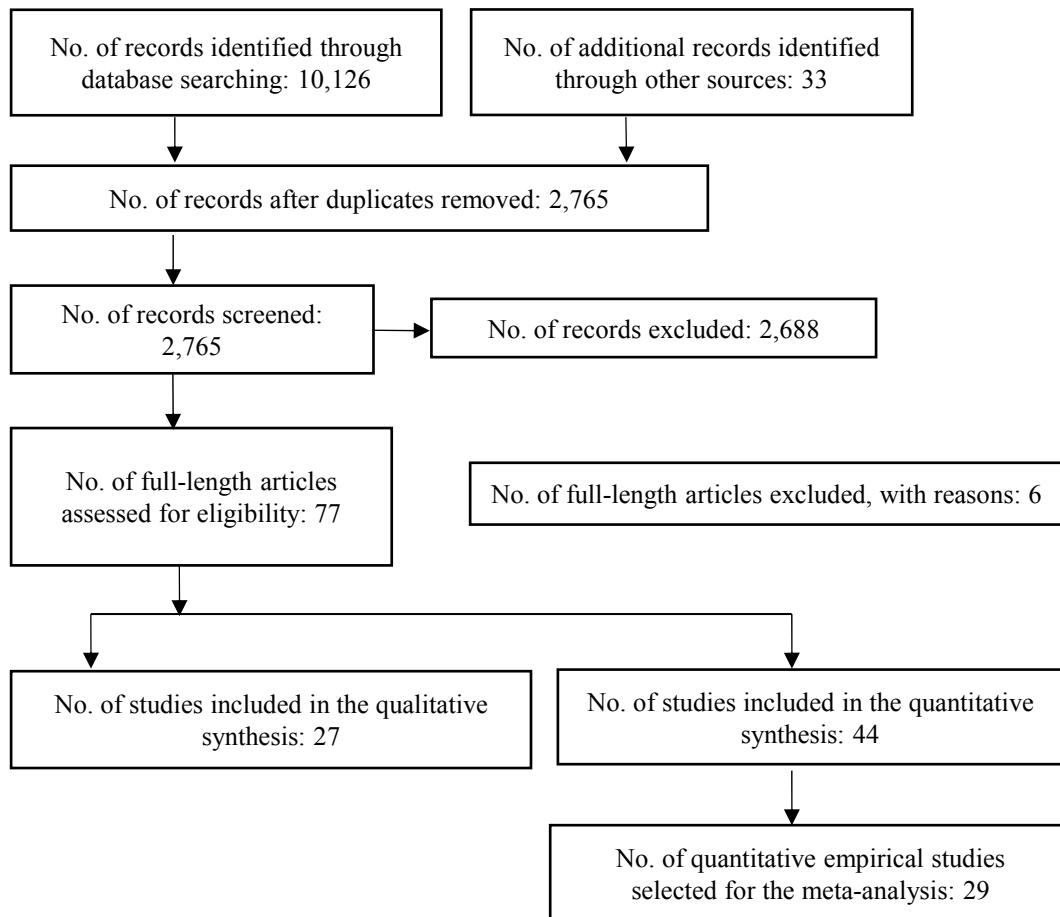 No. of records identified through
database searching: 10,126
No. of additional records identified
through other sources: 33
No. of records after duplicates removed: 2,765
No. of records screened:
2,765
No. of records excluded: 2,688
No. of full-length articles
assessed for eligibility: 77
No. of full-length articles excluded, with reasons: 6
No. of studies included in the qualitative
synthesis: 27
No. of studies included in the quantitative
synthesis: 44
No. of quantitative empirical studies
selected for the meta-analysis: 29